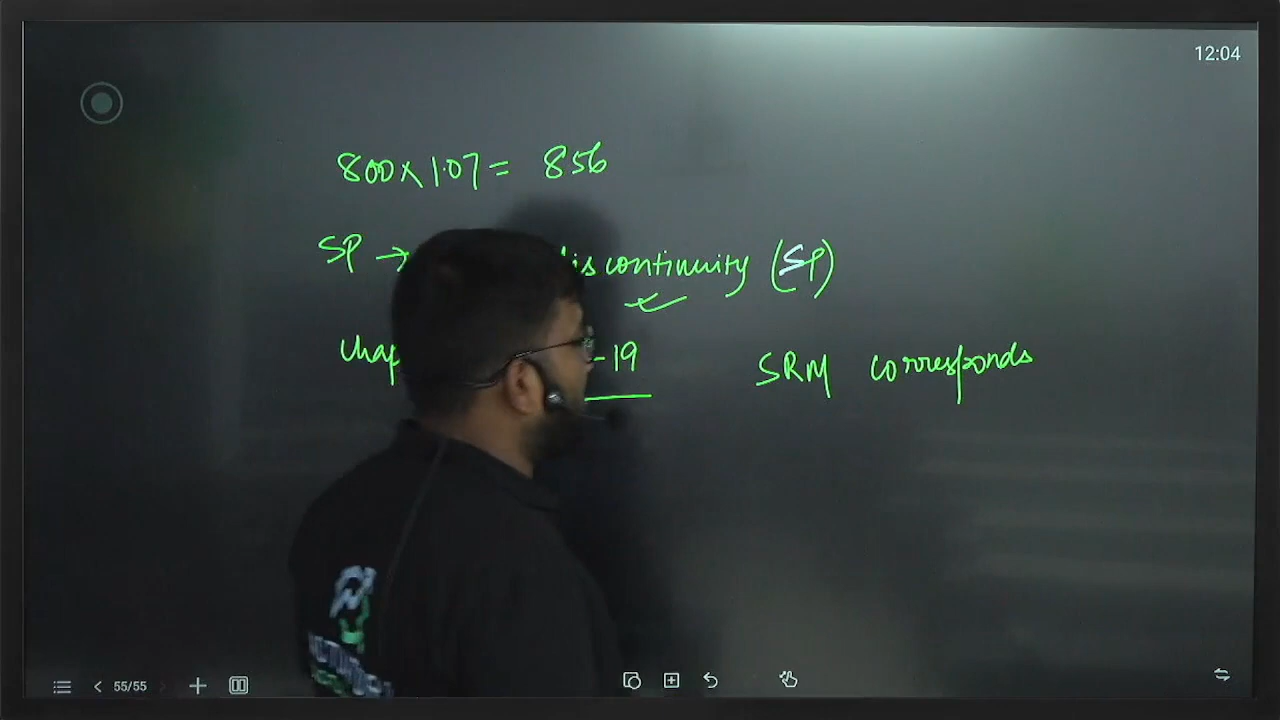 12:04
800 × 1.07 = 856
SP → discontinuity (SP)
-19 SRM corresponds
55/55